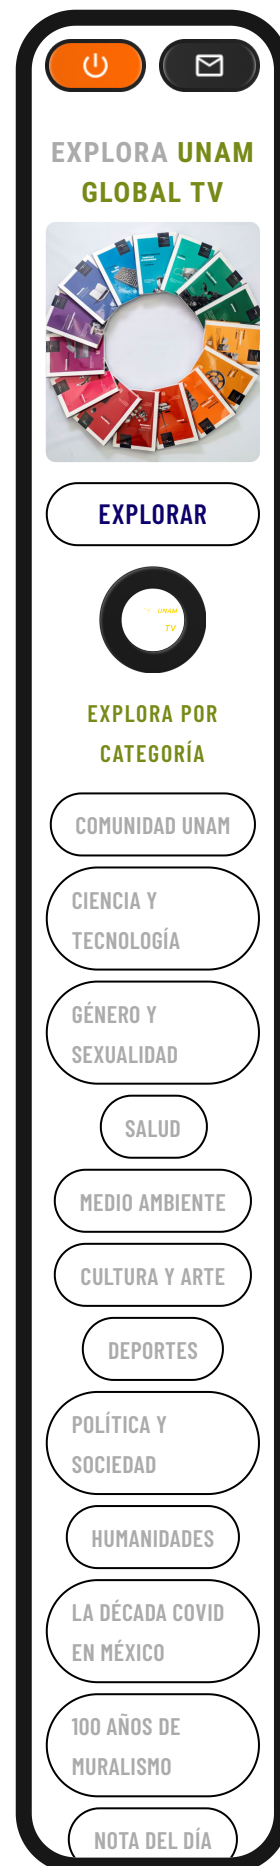 EXPLORA UNAM
GLOBAL TV
EXPLORAR
UNAM
TV
EXPLORA POR
CATEGORÍA
COMUNIDAD UNAM
CIENCIA Y
TECNOLOGÍA
GÉNERO Y
SEXUALIDAD
SALUD
MEDIO AMBIENTE
CULTURA Y ARTE
DEPORTES
POLÍTICA Y
SOCIEDAD
HUMANIDADES
LA DÉCADA COVID
EN MÉXICO
100 AÑOS DE
MURALISMO
NOTA DEL DÍA